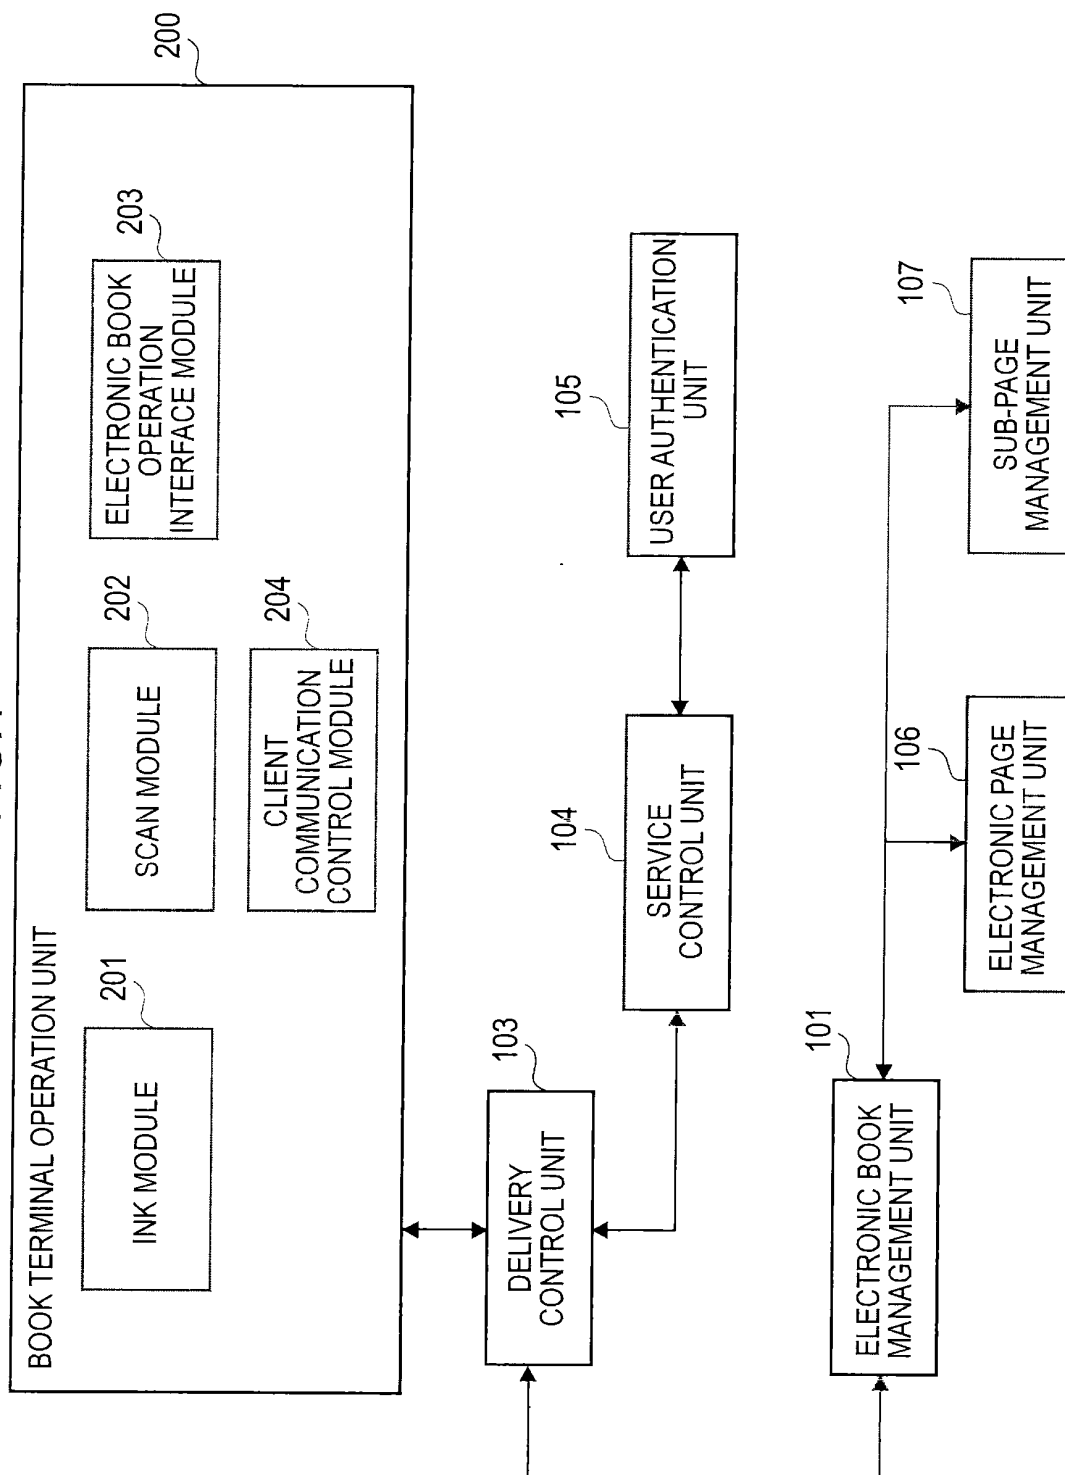 200
BOOK TERMINAL OPERATION UNIT
201
INK MODULE
202
SCAN MODULE
203
ELECTRONIC BOOK
OPERATION
INTERFACE MODULE
204
CLIENT
COMMUNICATION
CONTROL MODULE
103
DELIVERY
CONTROL UNIT
104
SERVICE
CONTROL UNIT
105
USER AUTHENTICATION
UNIT
101
ELECTRONIC BOOK
MANAGEMENT UNIT
106
ELECTRONIC PAGE
MANAGEMENT UNIT
107
SUB-PAGE
MANAGEMENT UNIT